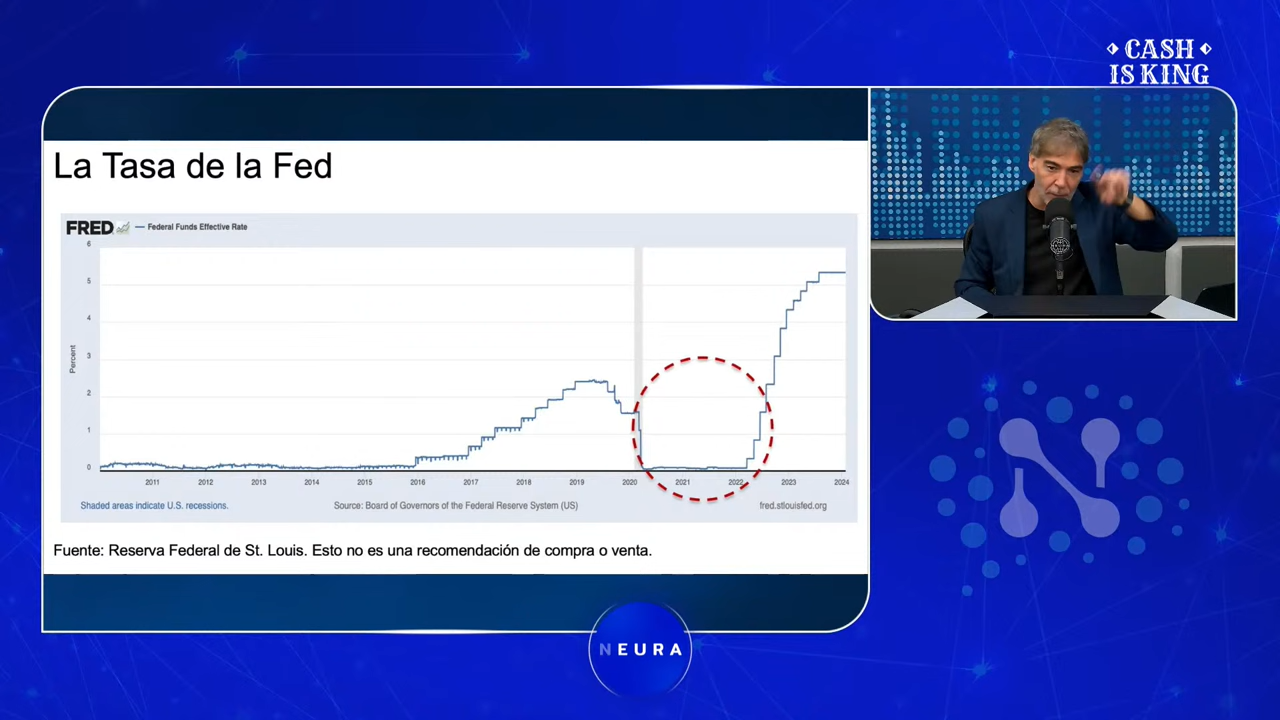 CASH
IS KING
La Tasa de la Fed
FRED
Federal Funds Effective Rate
6
5
4
3
2
1
0
Percent
2011
2012
2013
2014
2015
2016
2017
2018
2019
2020
2021
2022
2023
2024
Shaded areas indicate U.S. recessions.
Source: Board of Governors of the Federal Reserve System (US)
fred.stlouisfed.org
Fuente: Reserva Federal de St. Louis. Esto no es una recomendación de compra o venta.
NEURA